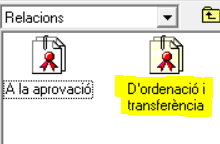 Relacions
A la aprovació
D'ordenació i
transferència